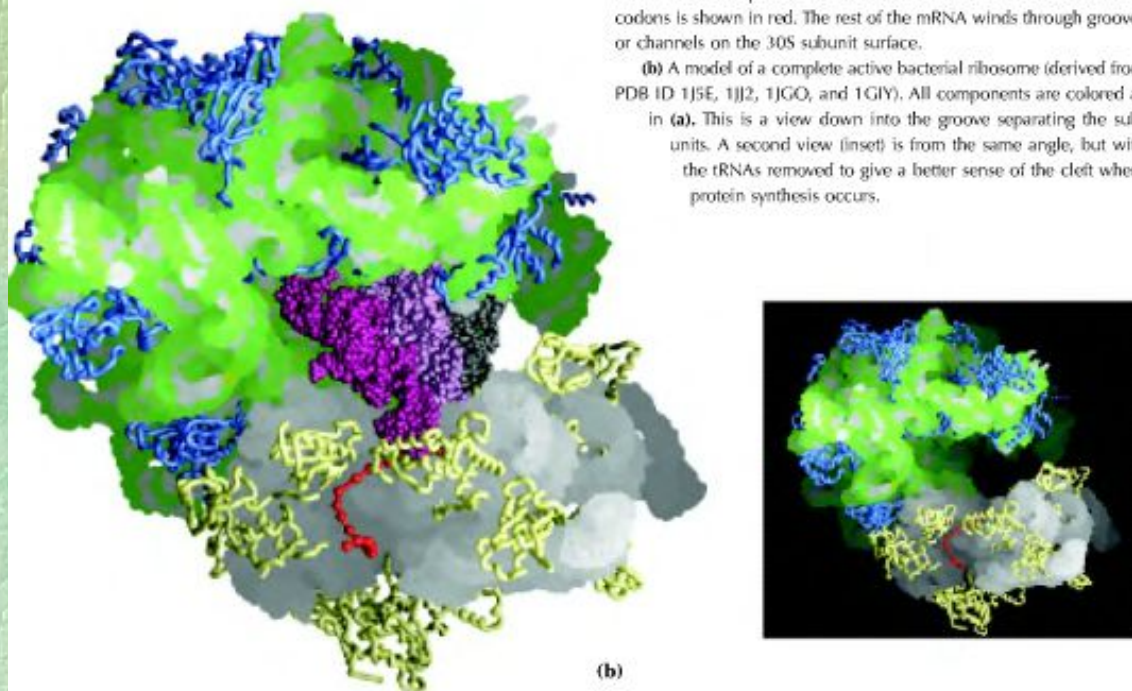 codons is shown in red. The rest of the mRNA winds through groove
or channels on the 30S subunit surface.
(b) A model of a complete active bacterial ribosome (derived fro
PDB ID 1J5E, 1JJ2, 1JGO, and 1GIY). All components are colored a
in (a). This is a view down into the groove separating the sub
units. A second view (inset) is from the same angle, but wit
the tRNAs removed to give a better sense of the cleft wher
protein synthesis occurs.
(b)